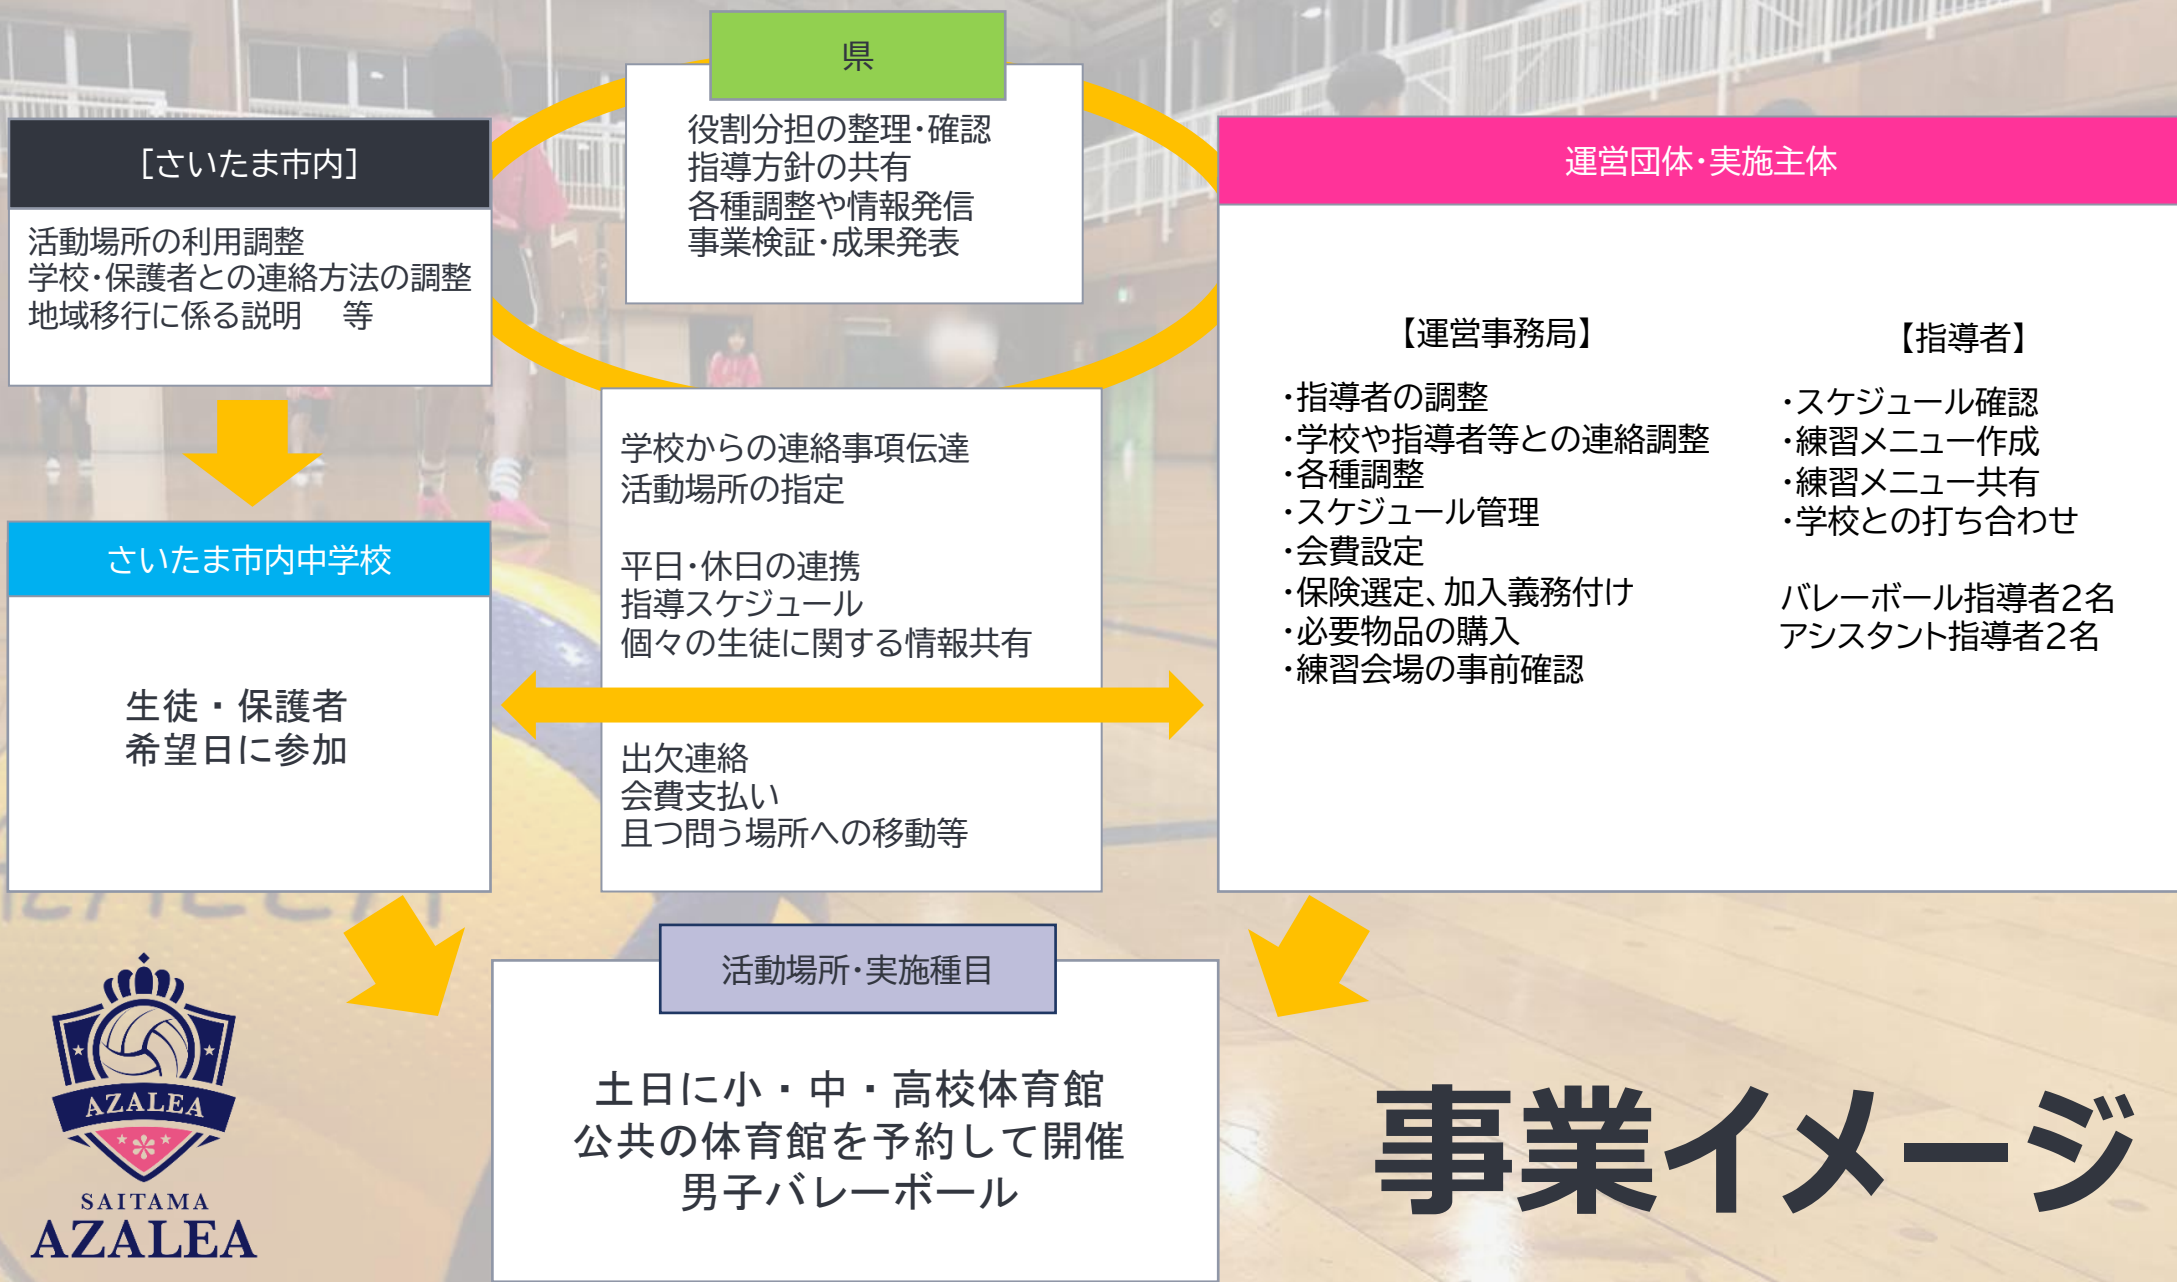 県
役割分担の整理・確認
指導方針の共有
各種調整や情報発信
事業検証・成果発表
［さいたま市内］
活動場所の利用調整
学校・保護者との連絡方法の調整
地域移行に係る説明　等
運営団体・実施主体
【運営事務局】
・指導者の調整
・学校や指導者等との連絡調整
・各種調整
・スケジュール管理
・会費設定
・保険選定、加入義務付け
・必要物品の購入
・練習会場の事前確認
【指導者】
・スケジュール確認
・練習メニュー作成
・練習メニュー共有
・学校との打ち合わせ
バレーボール指導者２名
アシスタント指導者２名
学校からの連絡事項伝達
活動場所の指定
平日・休日の連携
指導スケジュール
個々の生徒に関する情報共有
出欠連絡
会費支払い
且つ問う場所への移動等
さいたま市内中学校
生徒・保護者
希望日に参加
活動場所・実施種目
土日に小・中・高校体育館
公共の体育館を予約して開催
男子バレーボール
AZALEA
SAITAMA
AZALEA
事業イメージ